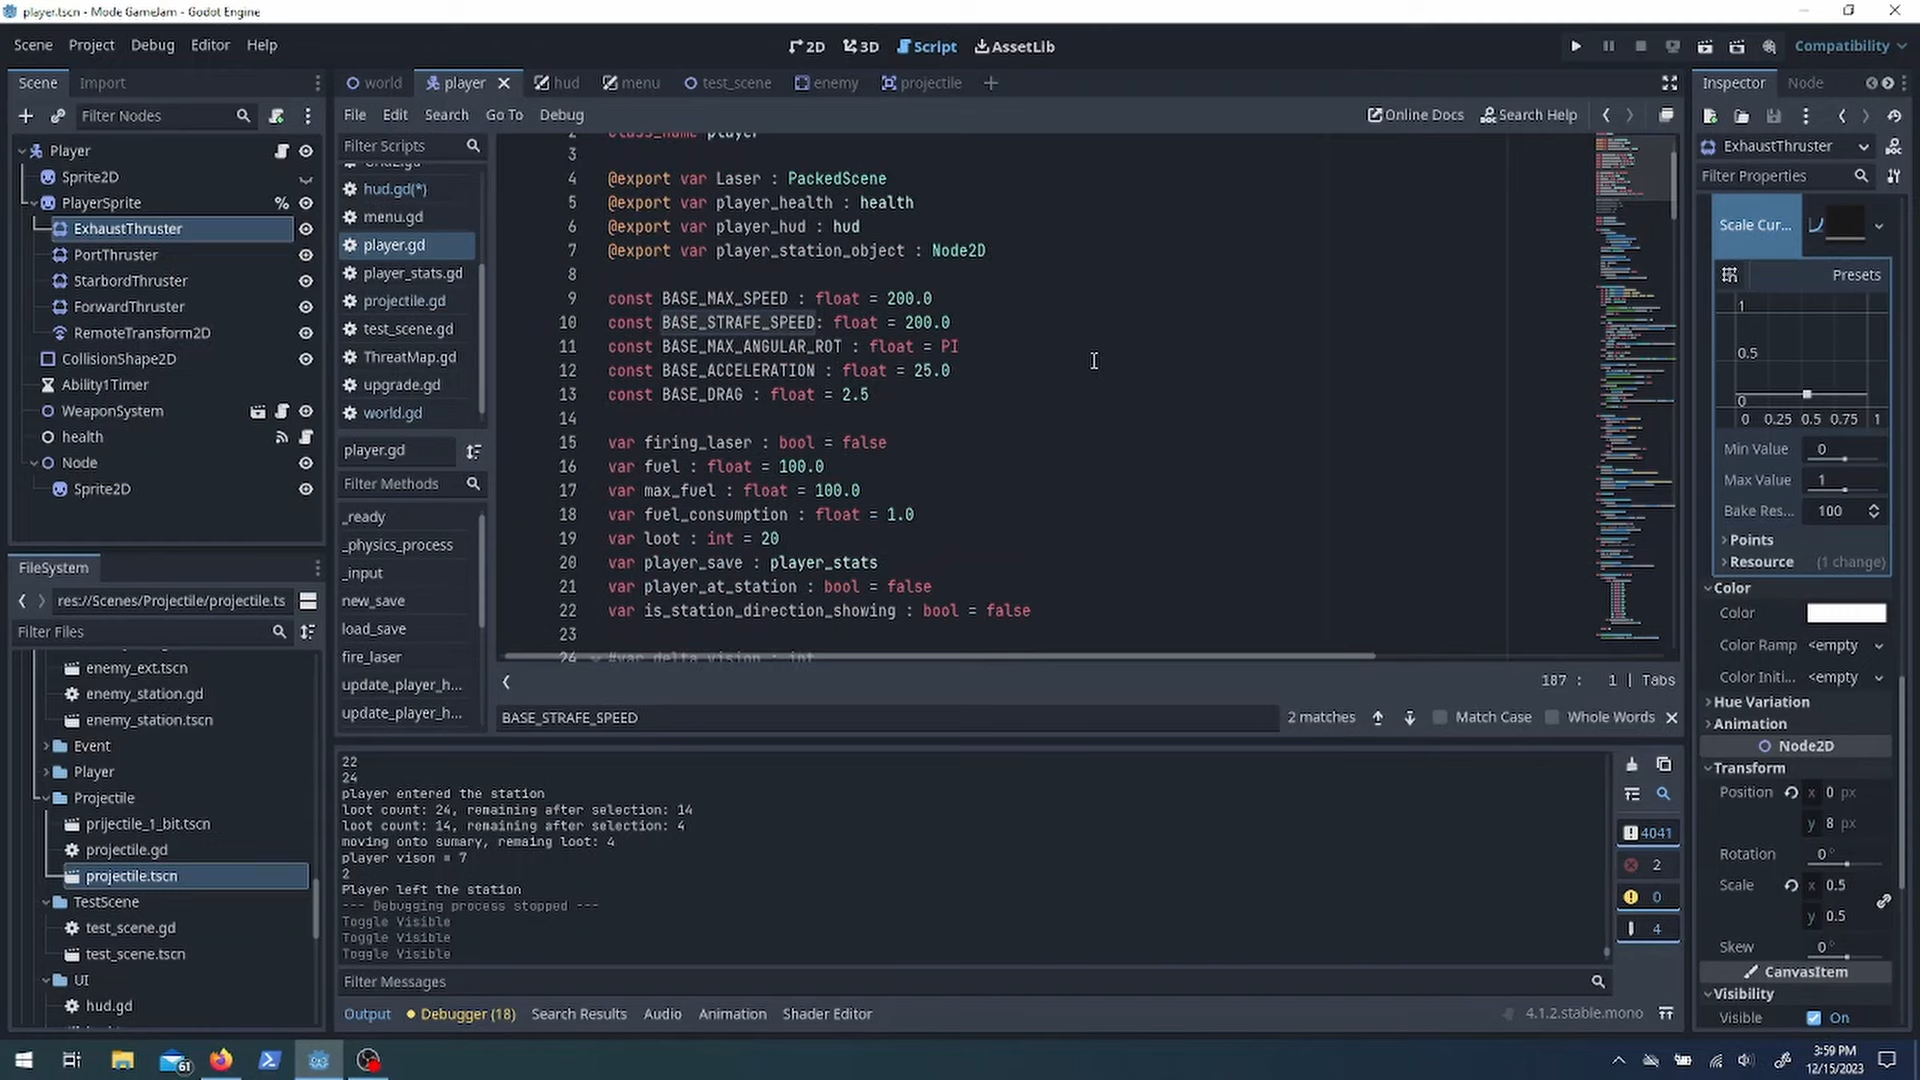 player.tscn - Mode GameJam - Godot Engine
Scene Project Debug Editor Help
2D 3D Script AssetLib
Compatibility
Scene Import
Filter Nodes
Player
Sprite2D
PlayerSprite
ExhaustThruster
PortThruster
StarbordThruster
ForwardThruster
RemoteTransform2D
CollisionShape2D
Ability1Timer
WeaponSystem
health
Node
Sprite2D
FileSystem
res://Scenes/Projectile/projectile.ts
Filter Files
enemy_ext.tscn
enemy_station.gd
enemy_station.tscn
Event
Player
Projectile
prijectile_1_bit.tscn
projectile.gd
projectile.tscn
TestScene
test_scene.gd
test_scene.tscn
UI
hud.gd
world player hud menu test_scene enemy projectile
File Edit Search Go To Debug
Online Docs Search Help
Filter Scripts
hud.gd(*)
menu.gd
player.gd
player_stats.gd
projectile.gd
test_scene.gd
ThreatMap.gd
upgrade.gd
world.gd
player.gd
Filter Methods
_ready
_physics_process
_input
new_save
load_save
fire_laser
update_player_h...
update_player_h...
2 class_name player
3
4 @export var Laser : PackedScene
5 @export var player_health : health
6 @export var player_hud : hud
7 @export var player_station_object : Node2D
8
9 const BASE_MAX_SPEED : float = 200.0
10 const BASE_STRAFE_SPEED: float = 200.0
11 const BASE_MAX_ANGULAR_ROT : float = PI
12 const BASE_ACCELERATION : float = 25.0
13 const BASE_DRAG : float = 2.5
14
15 var firing_laser : bool = false
16 var fuel : float = 100.0
17 var max_fuel : float = 100.0
18 var fuel_consumption : float = 1.0
19 var loot : int = 20
20 var player_save : player_stats
21 var player_at_station : bool = false
22 var is_station_direction_showing : bool = false
23
24 #var delta_vision : int
187 : 1 | Tabs
BASE_STRAFE_SPEED
2 matches
Match Case
Whole Words
22
24
player entered the station
loot count: 24, remaining after selection: 14
loot count: 14, remaining after selection: 4
moving onto sumary, remaing loot: 4
player vison = 7
2
Player left the station
--- Debugging process stopped ---
Toggle Visible
Toggle Visible
Toggle Visible
4041
2
0
4
Filter Messages
Output Debugger (18) Search Results Audio Animation Shader Editor
4.1.2.stable.mono
Inspector Node
ExhaustThruster
Filter Properties
Scale Cur...
Presets
1
0.5
0
0 0.25 0.5 0.75 1
Min Value 0
Max Value 1
Bake Res... 100
Points
Resource (1 change)
Color
Color
Color Ramp <empty
Color Initi... <empty
Hue Variation
Animation
Node2D
Transform
Position x 0 px
y 8 px
Rotation 0 °
Scale x 0.5
y 0.5
Skew 0 °
CanvasItem
Visibility
Visible On
61
3:59 PM
12/15/2023